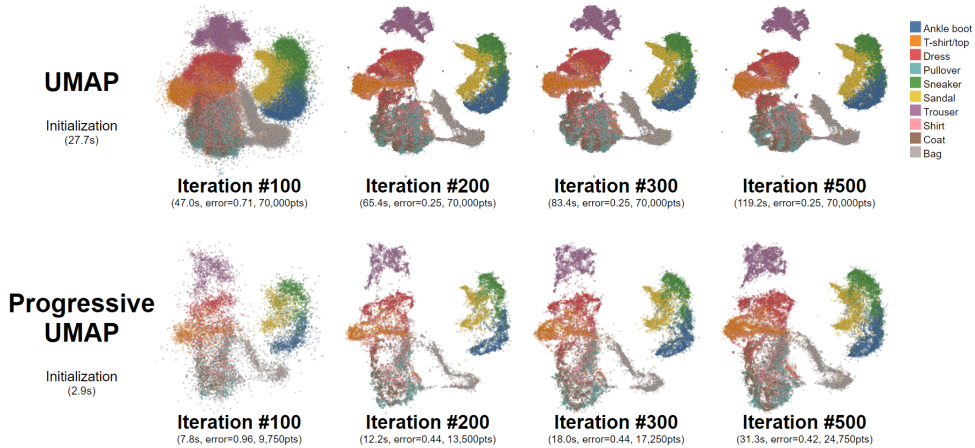 UMAP
Initialization
(27.7s)
Iteration #100
(47.0s, error=0.71, 70,000pts)
Iteration #200
(65.4s, error=0.25, 70,000pts)
Iteration #300
(83.4s, error=0.25, 70,000pts)
Iteration #500
(119.2s, error=0.25, 70,000pts)
Ankle boot
T-shirt/top
Dress
Pullover
Sneaker
Sandal
Trouser
Shirt
Coat
Bag
Progressive
UMAP
Initialization
(2.9s)
Iteration #100
(7.8s, error=0.96, 9,750pts)
Iteration #200
(12.2s, error=0.44, 13,500pts)
Iteration #300
(18.0s, error=0.44, 17,250pts)
Iteration #500
(31.3s, error=0.42, 24,750pts)